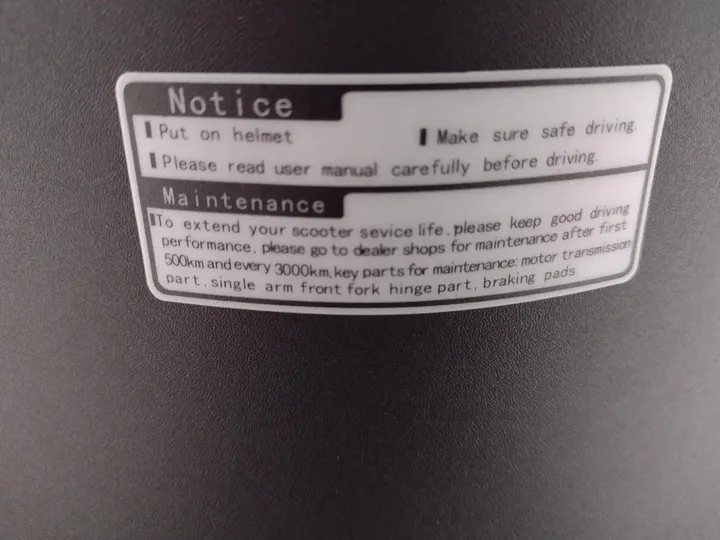 Notice
Put on helmet Make sure safe driving.
Please read user manual carefully before driving.
Maintenance
To extend your scooter sevice life, please keep good driving
performance, please go to dealer shops for maintenance after first
500km and every 3000km, key parts for maintenance: motor transmission
part, single arm front fork hinge part, braking pads.